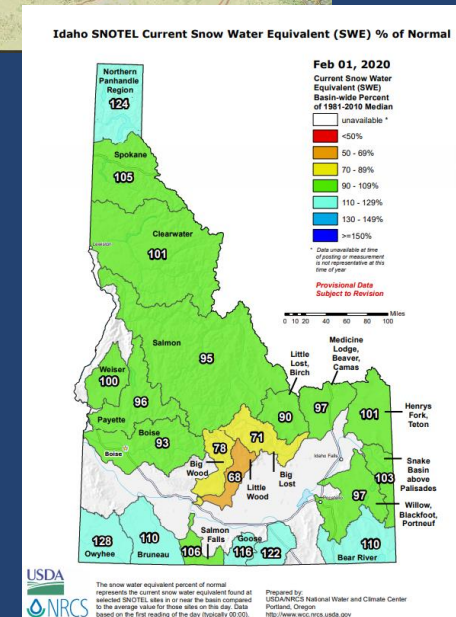 Idaho SNOTEL Current Snow Water Equivalent (SWE) % of Normal
Feb 01, 2020
Current Snow Water
Equivalent (SWE)
Basin-wide Percent
of 1981-2010 Median
unavailable *
<50%
50 - 69%
70 - 89%
90 - 109%
110 - 129%
130 - 149%
>=150%
* Data unavailable at time
of posting or measurement
is not representative at this
time of year
Provisional Data
Subject to Revision
Miles
0 10 20 40 60 80 100
Northern
Panhandle
Region
124
Spokane
105
Clearwater
101
Salmon
95
Weiser
100
96
Payette
Boise
93
Boise
Little
Lost,
Birch
90
Medicine
Lodge,
Beaver,
Camas
97
101
Henrys
Fork,
Teton
78
71
Big
Wood
68
Little
Wood
Big
Lost
Idaho Falls
103
Snake
Basin
above
Palisades
97
Willow,
Blackfoot,
Portneuf
128
Owyhee
110
Bruneau
Salmon
Falls
106
Goose
116
122
110
Bear River
USDA
NRCS
The snow water equivalent percent of normal
represents the current snow water equivalent found at
selected SNOTEL sites in or near the basin compared
to the average value for those sites on this day. Data
based on the first reading of the day (typically 00:00).
Prepared by:
USDA/NRCS National Water and Climate Center
Portland, Oregon
http://www.wcc.nrcs.usda.gov